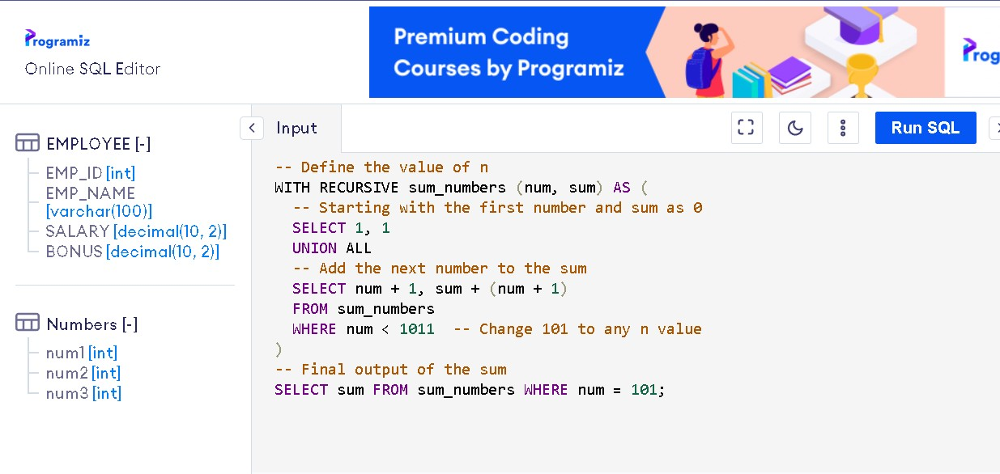 Programiz
Online SQL Editor
Premium Coding
Courses by Programiz
Prog
EMPLOYEE [-]
EMP_ID [int]
EMP_NAME
[varchar(100)]
SALARY [decimal(10, 2)]
BONUS [decimal(10, 2)]
Numbers [-]
num1 [int]
num2 [int]
num3 [int]
Input
Run SQL
-- Define the value of n
WITH RECURSIVE sum_numbers (num, sum) AS (
  -- Starting with the first number and sum as 0
  SELECT 1, 1
  UNION ALL
  -- Add the next number to the sum
  SELECT num + 1, sum + (num + 1)
  FROM sum_numbers
  WHERE num < 1011  -- Change 101 to any n value
)
-- Final output of the sum
SELECT sum FROM sum_numbers WHERE num = 101;